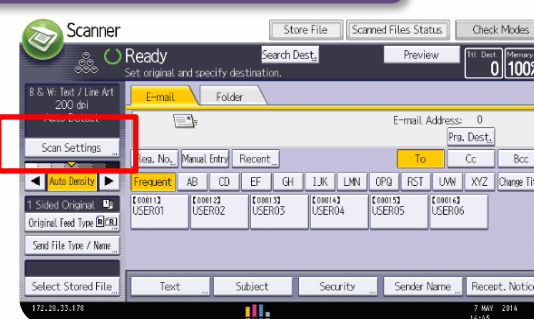 Scanner
Store File
Scanned Files Status
Check Modes
Ready
Search Dest.
Preview
Ttl. Dest
Memory
Set original and specify destination.
0
100%
B & W: Text / Line Art
200 dpi
Auto Detect
Scan Settings
E-mail
Folder
E-mail Address: 0
Prg. Dest.
Reg. No.
Manual Entry
Recent
To
Cc
Bcc
Auto Density
Frequent
AB
CD
EF
GH
IJK
LMN
OPQ
RST
UVW
XYZ
Change Tit
1 Sided Original
[00011]
USER01
[00012]
USER02
[00013]
USER03
[00014]
USER04
[00015]
USER05
[00016]
USER06
Original Feed Type
Send File Type / Name
Select Stored File
Text
Subject
Security
Sender Name
Recept. Notice
172.28.33.178
7 MAY 2014
16:45